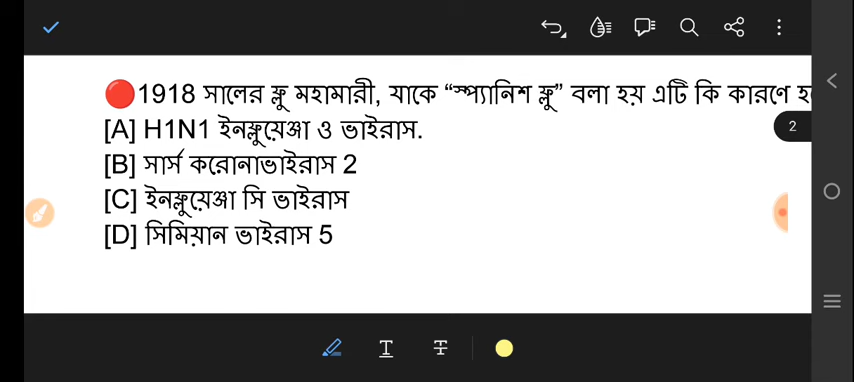 1918 সালের ফ্লু মহামারী, যাকে “স্প্যানিশ ফ্লু” বলা হয় এটি কি কারণে
[A] H1N1 ইনফ্লুয়েঞ্জা ও ভাইরাস.
2
[B] সার্স করোনাভাইরাস 2
[C] ইনফ্লুয়েঞ্জা সি ভাইরাস
[D] সিমিয়ান ভাইরাস 5